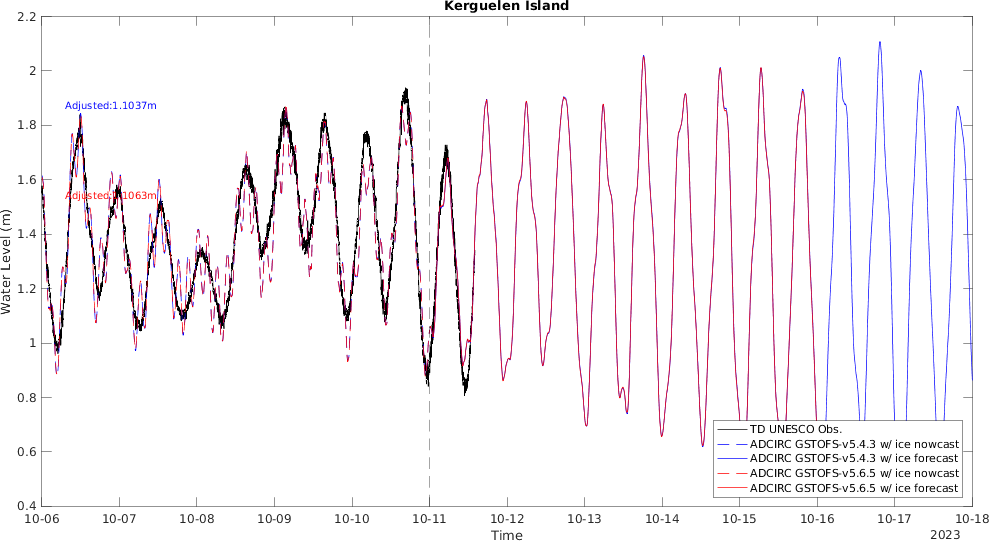 Kerguelen Island
2.2
2
1.8
1.6
1.4
1.2
1
0.8
0.6
0.4
Water Level (m)
Adjusted:1.1037m
Adjusted:1.1063m
TD UNESCO Obs.
ADCIRC GSTOFS-v5.4.3 w/ ice nowcast
ADCIRC GSTOFS-v5.4.3 w/ ice forecast
ADCIRC GSTOFS-v5.6.5 w/ ice nowcast
ADCIRC GSTOFS-v5.6.5 w/ ice forecast
10-06 10-07 10-08 10-09 10-10 10-11 10-12 10-13 10-14 10-15 10-16 10-17 10-18
Time
2023